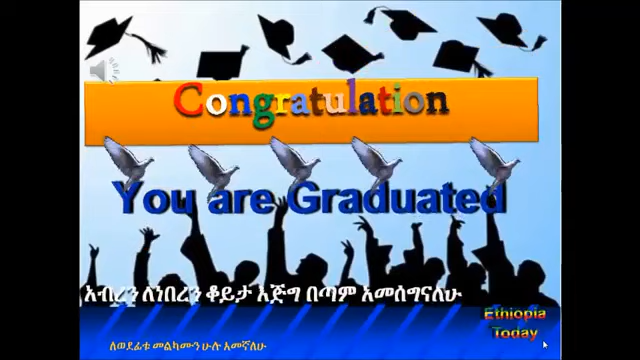 Congratulation
You are Graduated
አብረን ለነበረን ቆይታ እጅግ በጣም አመሰግናለሁ
Ethiopia
Today
ለወደፊቱ መልካሙን ሁሉ እመኛለሁ